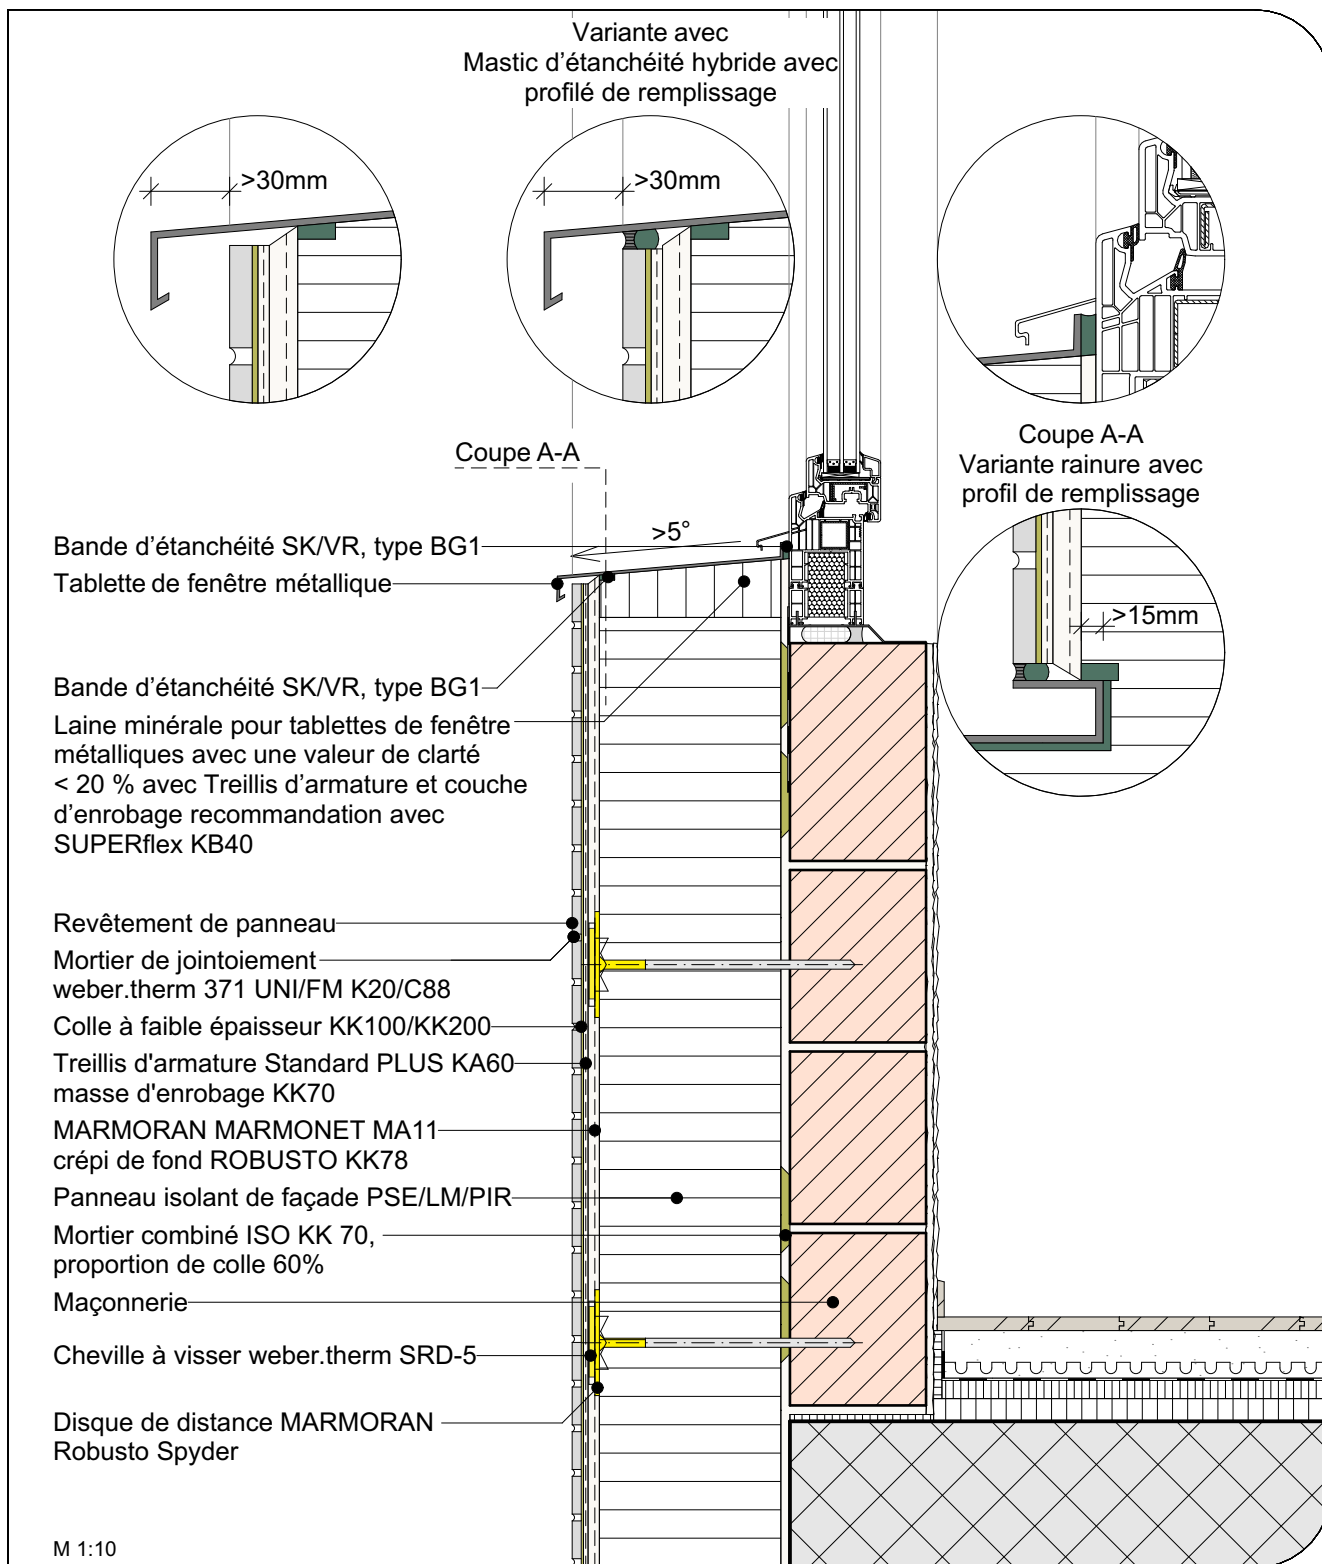 Variante avec
Mastic d’étanchéité hybride avec
profilé de remplissage
>30mm
>30mm
Coupe A-A
Coupe A-A
Variante rainure avec
profil de remplissage
>5°
>15mm
Bande d’étanchéité SK/VR, type BG1
Tablette de fenêtre métallique
Bande d’étanchéité SK/VR, type BG1
Laine minérale pour tablettes de fenêtre
métalliques avec une valeur de clarté
< 20 % avec Treillis d’armature et couche
d’enrobage recommandation avec
SUPERflex KB40
Revêtement de panneau
Mortier de jointoiement
weber.therm 371 UNI/FM K20/C88
Colle à faible épaisseur KK100/KK200
Treillis d'armature Standard PLUS KA60
masse d'enrobage KK70
MARMORAN MARMONET MA11
crépi de fond ROBUSTO KK78
Panneau isolant de façade PSE/LM/PIR
Mortier combiné ISO KK 70,
proportion de colle 60%
Maçonnerie
Cheville à visser weber.therm SRD-5
Disque de distance MARMORAN
Robusto Spyder
M 1:10